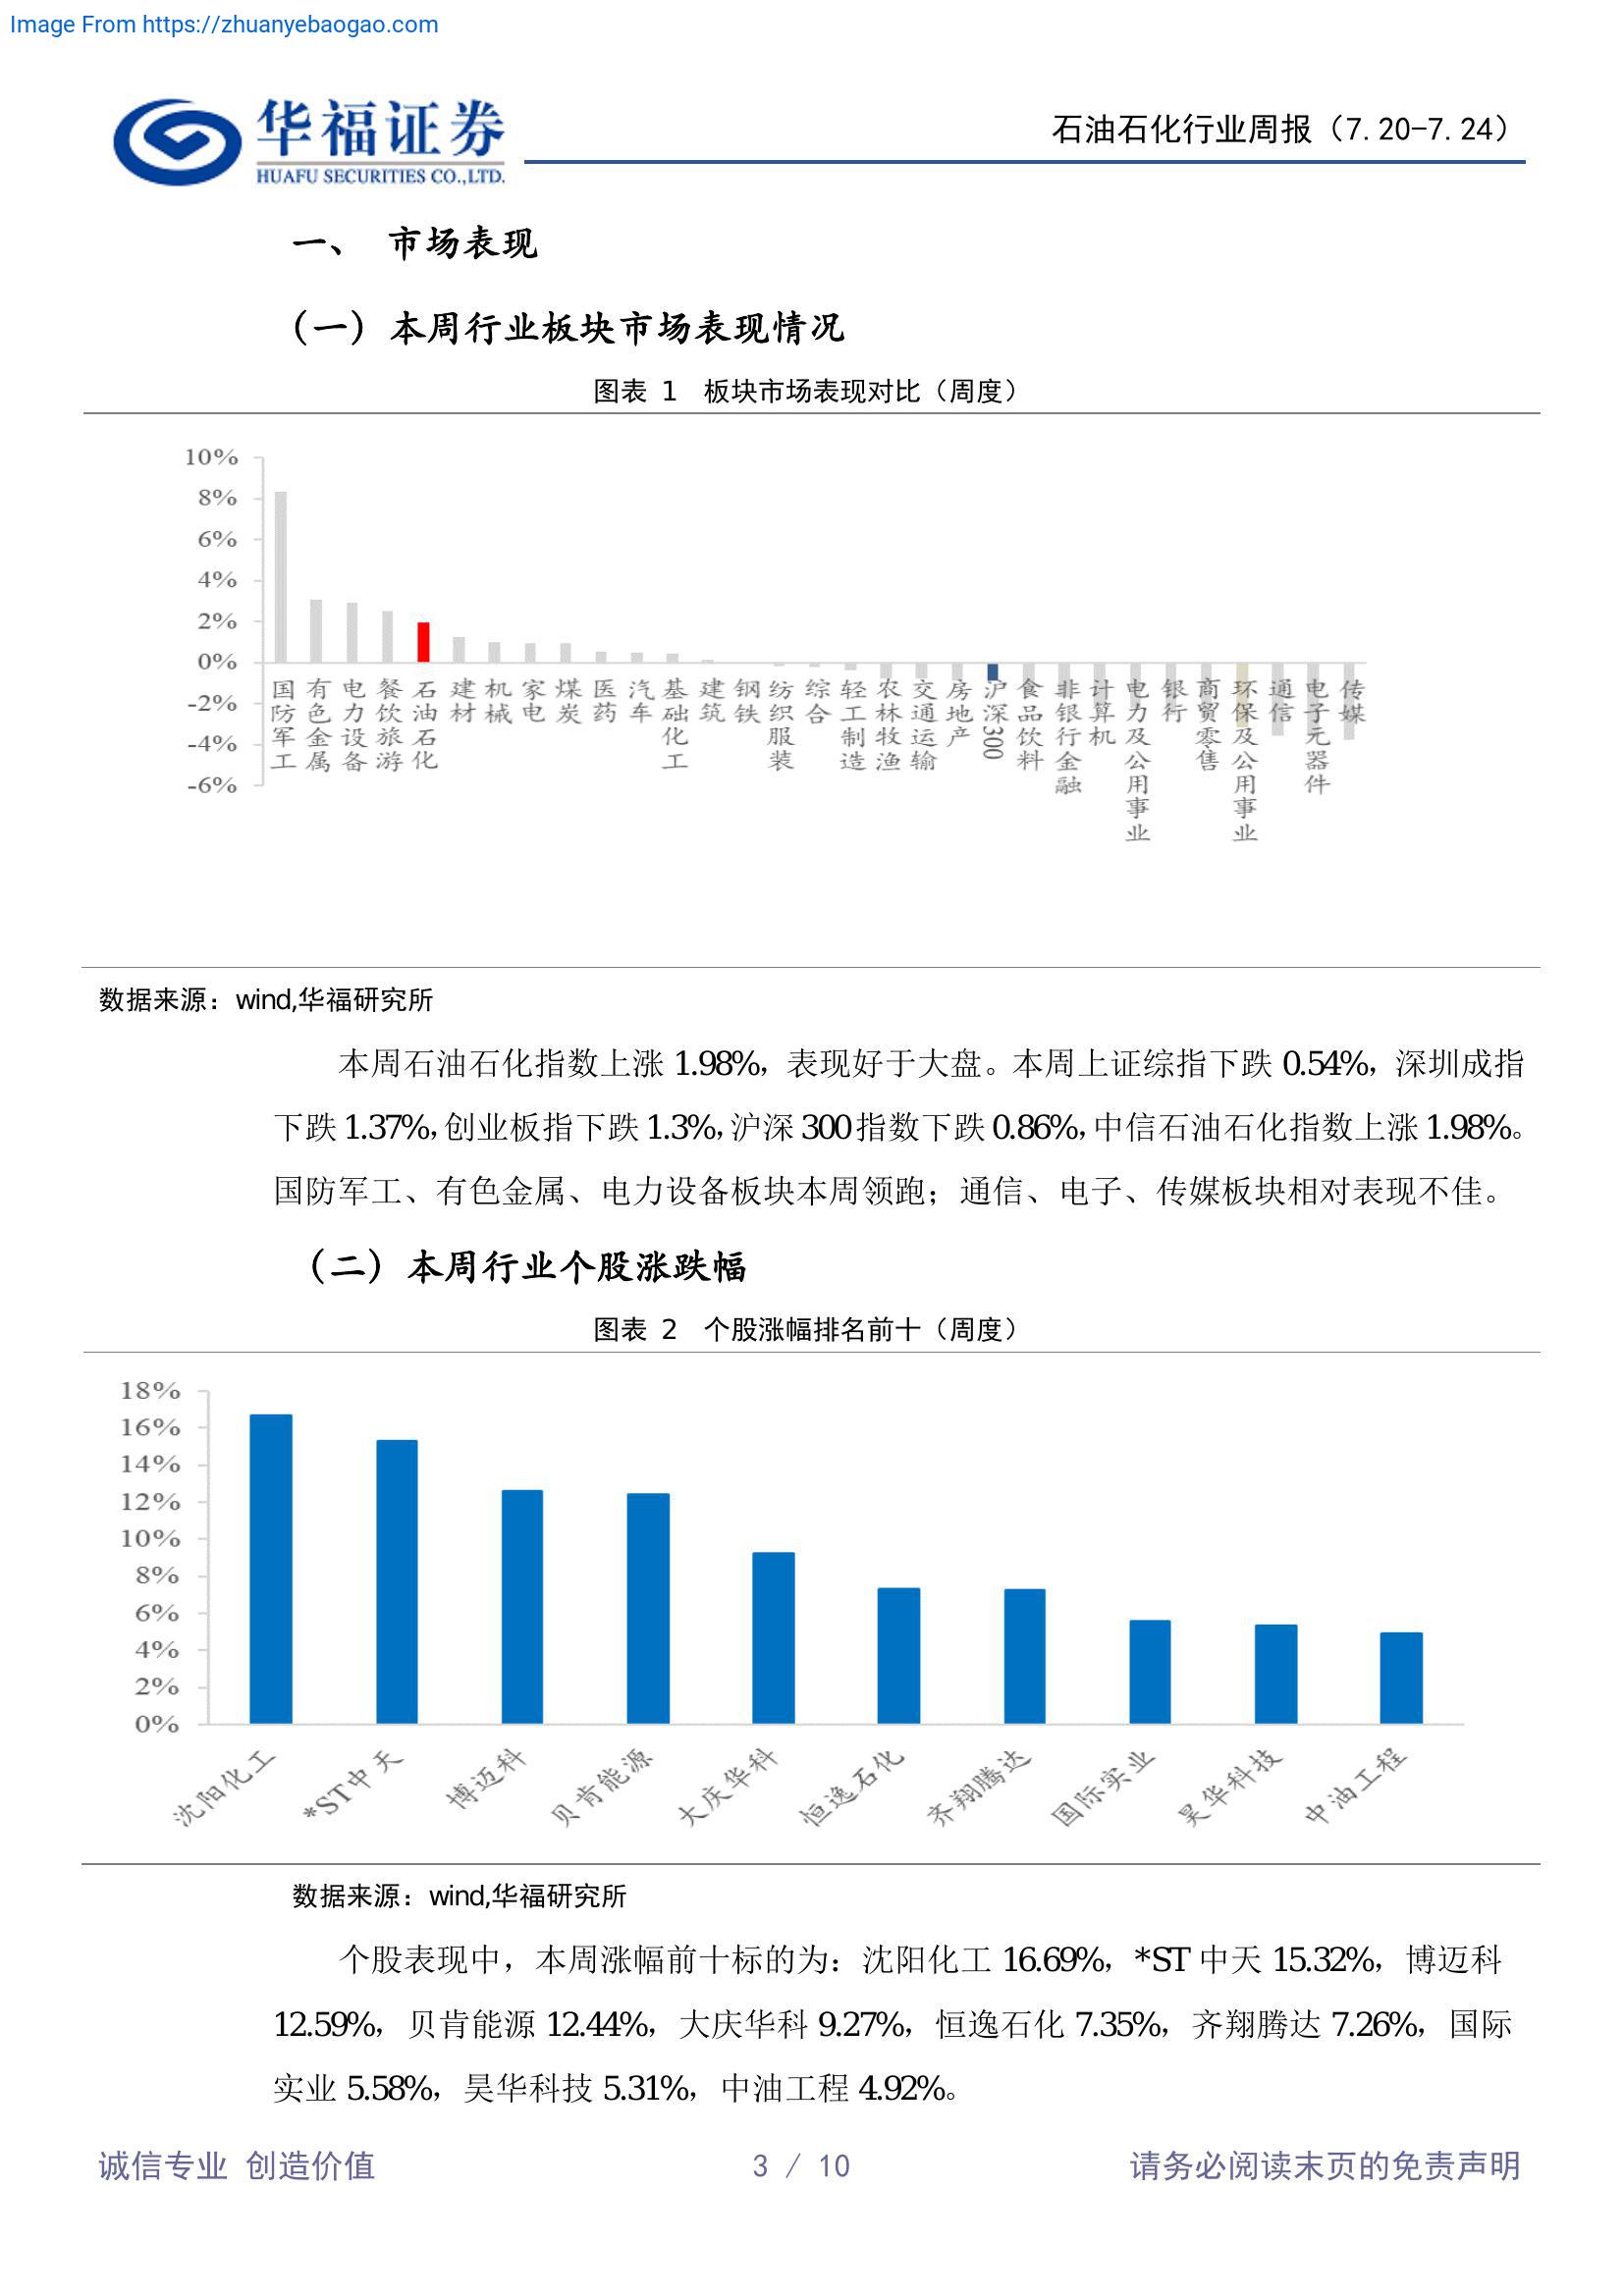 Image From https://zhuanyebaogao.com
华福证券
HUAFU SECURITIES CO.,LTD.
石油石化行业周报（7.20-7.24）
一、 市场表现
（一）本周行业板块市场表现情况
图表 1 板块市场表现对比（周度）
10%
8%
6%
4%
2%
0%
-2%
-4%
-6%
国防军工
有色金属
电力设备
餐饮旅游
石油石化
建材
机械
家电
煤炭
医药
汽车
基础化工
建筑
钢铁
纺织服装
综合
轻工制造
农林牧渔
交通运输
房地产
沪深300
食品饮料
非银行金融
计算机
电力及公用事业
银行
商贸零售
环保及公用事业
通信
电子元器件
传媒
数据来源：wind,华福研究所
本周石油石化指数上涨 1.98%，表现好于大盘。本周上证综指下跌 0.54%，深圳成指
下跌 1.37%，创业板指下跌 1.3%，沪深 300 指数下跌 0.86%，中信石油石化指数上涨 1.98%。
国防军工、有色金属、电力设备板块本周领跑；通信、电子、传媒板块相对表现不佳。
（二）本周行业个股涨跌幅
图表 2 个股涨幅排名前十（周度）
18%
16%
14%
12%
10%
8%
6%
4%
2%
0%
沈阳化工
*ST中天
博迈科
贝肯能源
大庆华科
恒逸石化
齐翔腾达
国际实业
昊华科技
中油工程
数据来源：wind,华福研究所
个股表现中，本周涨幅前十标的为：沈阳化工 16.69%，*ST 中天 15.32%，博迈科
12.59%，贝肯能源 12.44%，大庆华科 9.27%，恒逸石化 7.35%，齐翔腾达 7.26%，国际
实业 5.58%，昊华科技 5.31%，中油工程 4.92%。
诚信专业 创造价值
3 / 10
请务必阅读末页的免责声明